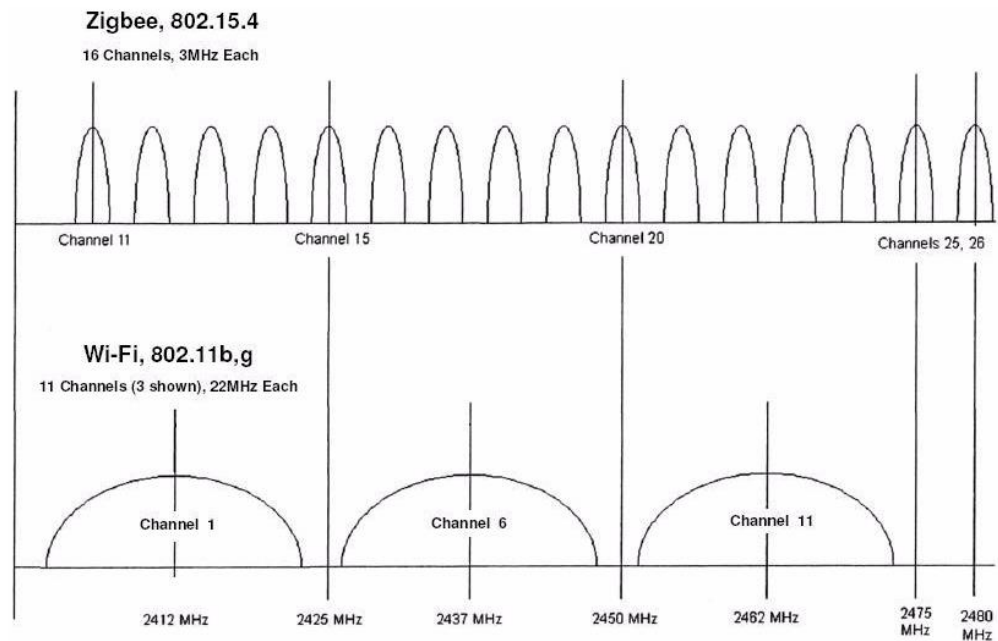 Zigbee, 802.15.4
16 Channels, 3MHz Each
Channel 11
Channel 15
Channel 20
Channels 25, 26
Wi-Fi, 802.11b,g
11 Channels (3 shown), 22MHz Each
Channel 1
Channel 6
Channel 11
2412 MHz
2425 MHz
2437 MHz
2450 MHz
2462 MHz
2475
MHz
2480
MHz